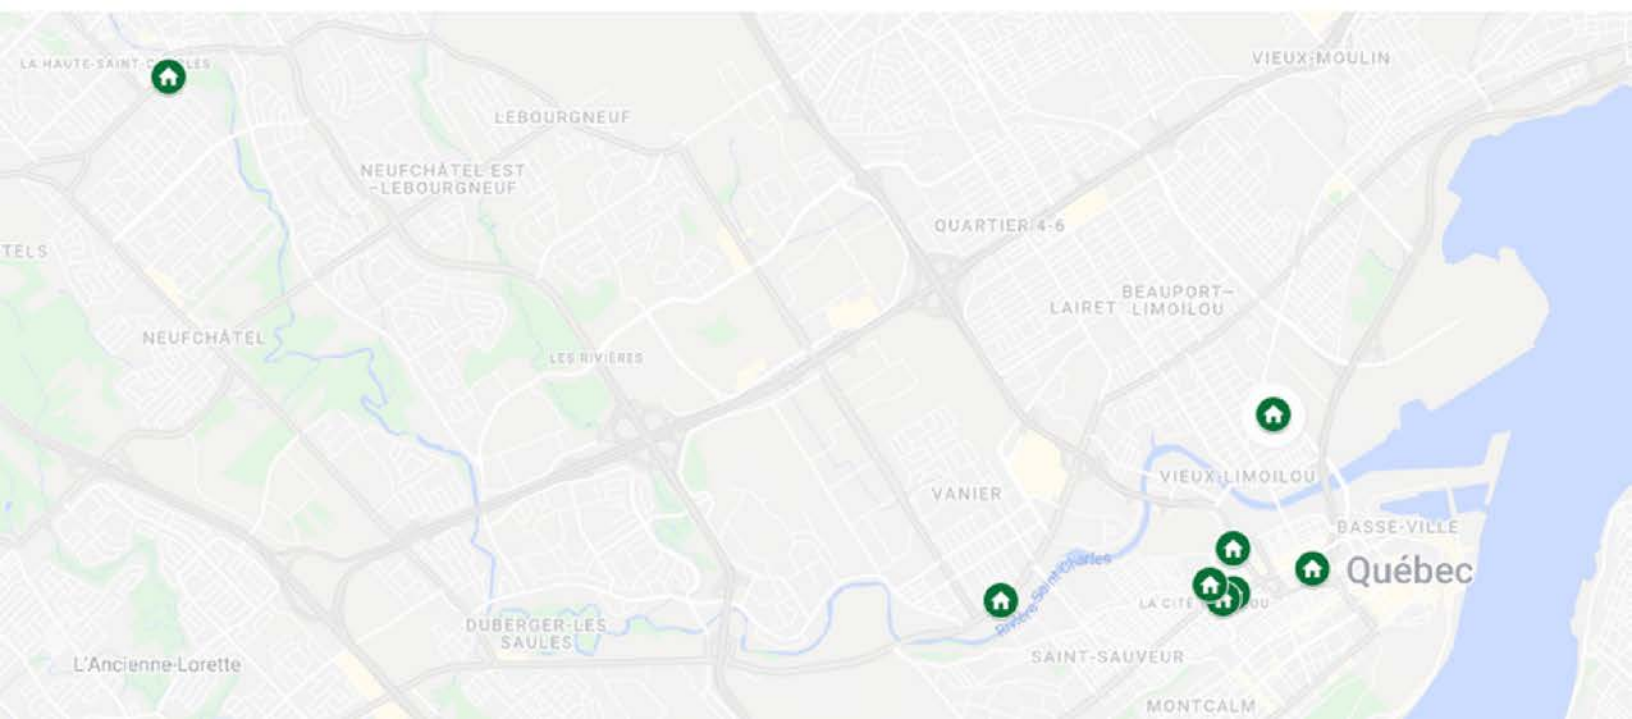 LA HAUTE-SAINT-CHARLES
VIEUX-MOULIN
LEBOURGNEUF
NEUFCHÂTEL EST
-LEBOURGNEUF
QUARTIER 4-6
TELS
BEAUPORT–
LAIRET LIMOILOU
NEUFCHÂTEL
LES RIVIÈRES
VIEUX-LIMOILOU
VANIER
BASSE-VILLE
Québec
Rivière Saint-Charles
LA CITÉ OU
DUBERGER-LES
SAULES
SAINT-SAUVEUR
L'Ancienne-Lorette
MONTCALM